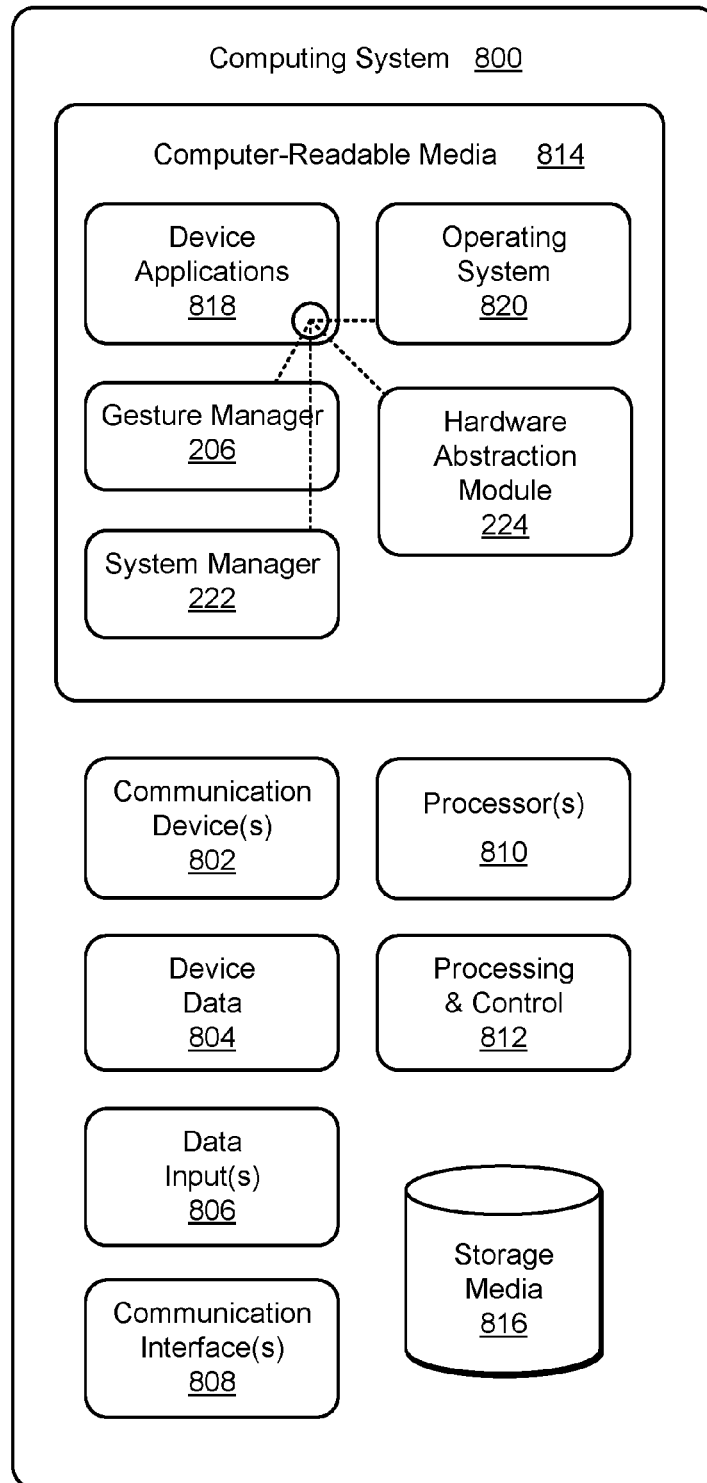 Computing System 800
Computer-Readable Media 814
Device
Applications
818
Operating
System
820
Gesture Manager
206
Hardware
Abstraction
Module
224
System Manager
222
Communication
Device(s)
802
Processor(s)
810
Device
Data
804
Processing
& Control
812
Data
Input(s)
806
Storage
Media
816
Communication
Interface(s)
808